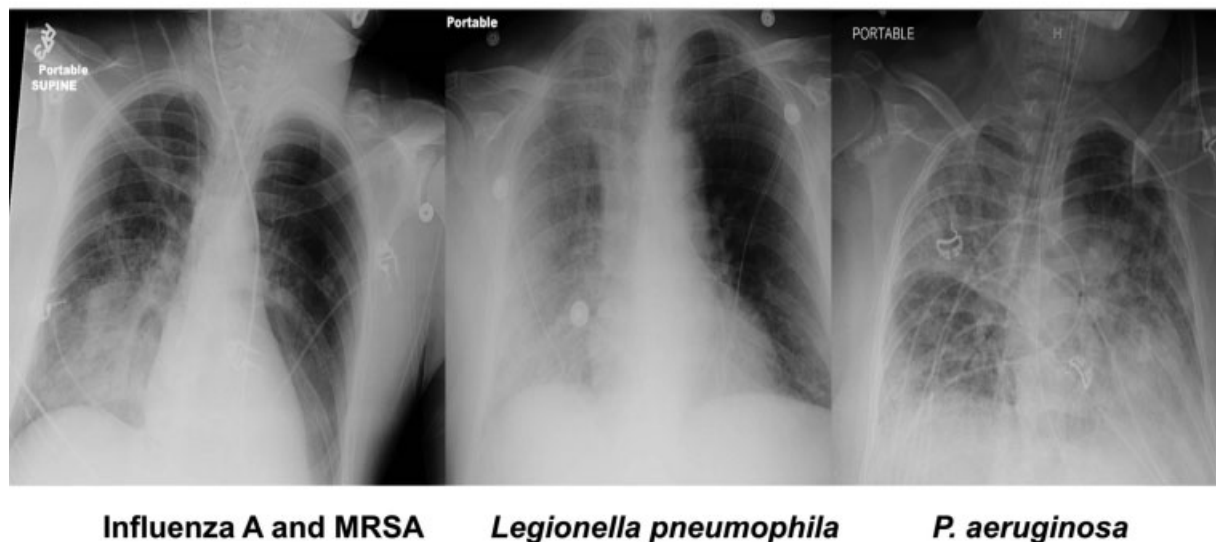 Portable
SUPINE
Portable
PORTABLE
H
Influenza A and MRSA
Legionella pneumophila
P. aeruginosa